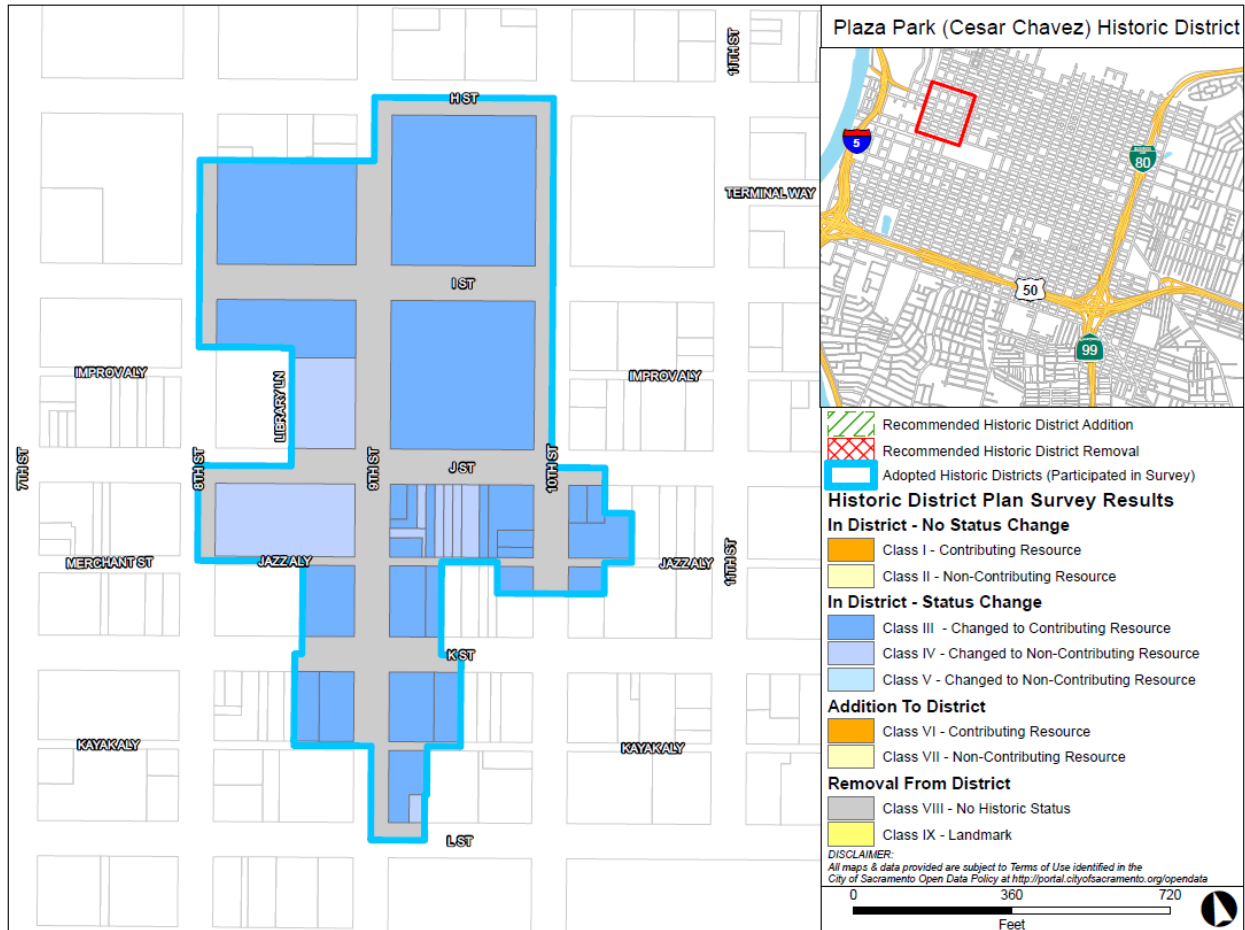 Plaza Park (Cesar Chavez) Historic District
11TH ST
H ST
5
80
TERMINAL WAY
I ST
50
99
IMPROV ALY
LIBRARY LN
IMPROV ALY
7TH ST
8TH ST
9TH ST
J ST
10TH ST
MERCHANT ST
JAZZ ALY
11TH ST
JAZZ ALY
K ST
KAYAK ALY
KAYAK ALY
L ST
Recommended Historic District Addition
Recommended Historic District Removal
Adopted Historic Districts (Participated in Survey)
Historic District Plan Survey Results
In District - No Status Change
Class I - Contributing Resource
Class II - Non-Contributing Resource
In District - Status Change
Class III - Changed to Contributing Resource
Class IV - Changed to Non-Contributing Resource
Class V - Changed to Non-Contributing Resource
Addition To District
Class VI - Contributing Resource
Class VII - Non-Contributing Resource
Removal From District
Class VIII - No Historic Status
Class IX - Landmark
DISCLAIMER:
All maps & data provided are subject to Terms of Use identified in the
City of Sacramento Open Data Policy at http://portal.cityofsacramento.org/opendata
0 360 720
Feet